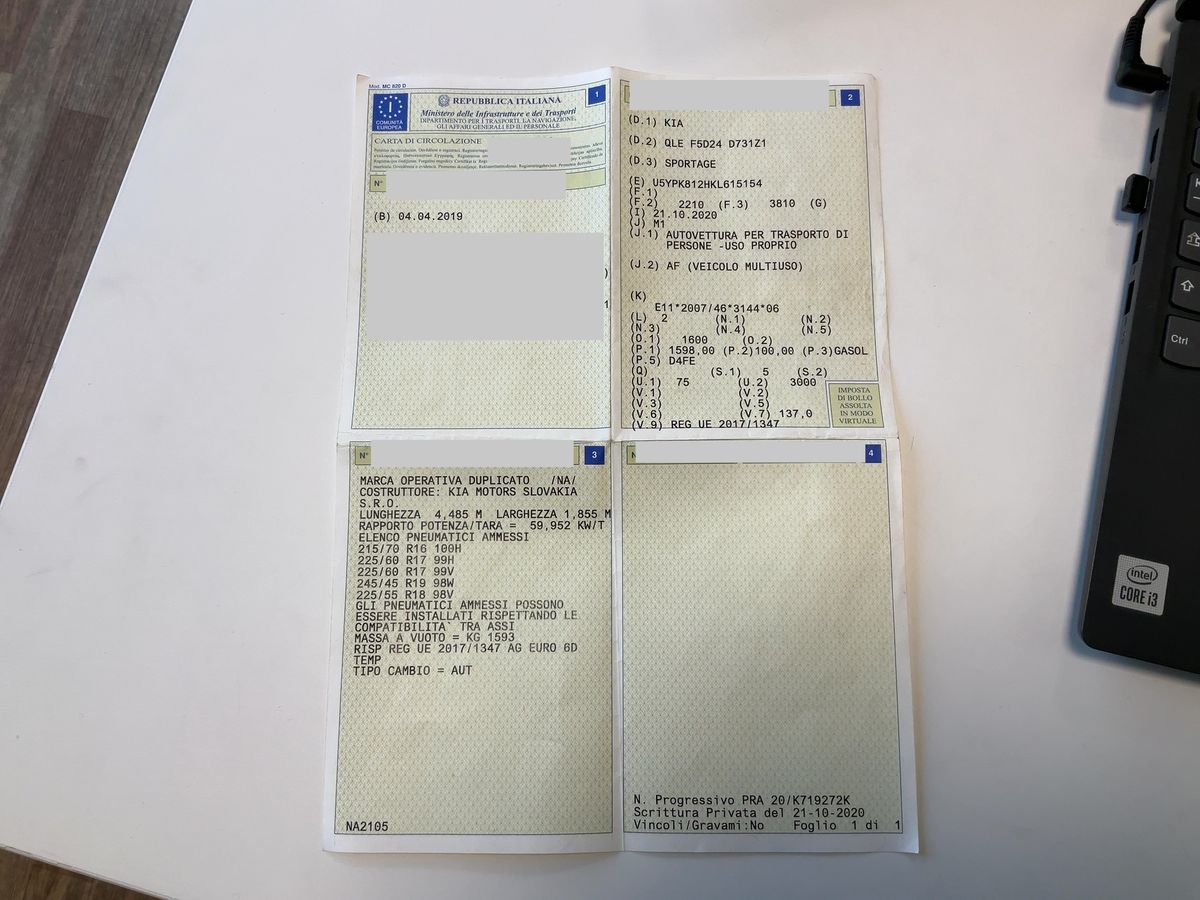 Mod. MC 820 D
REPUBBLICA ITALIANA
1
Ministero delle Infrastrutture e dei Trasporti
DIPARTIMENTO PER I TRASPORTI, LA NAVIGAZIONE,
GLI AFFARI GENERALI ED IL PERSONALE
I
COMUNITÀ
EUROPEA
CARTA DI CIRCOLAZIONE
N°
(B) 04.04.2019
)
1
2
(D.1) KIA
(D.2) QLE F5D24 D731Z1
(D.3) SPORTAGE
(E) U5YPK812HKL615154
(F.1)
(F.2) 2210 (F.3) 3810 (G)
(I) 21.10.2020
(J) M1
(J.1) AUTOVETTURA PER TRASPORTO DI
PERSONE -USO PROPRIO
(J.2) AF (VEICOLO MULTIUSO)
(K)
E11*2007/46*3144*06
(L) 2 (N.1) (N.2)
(N.3) (N.4) (N.5)
(O.1) 1600 (O.2)
(P.1) 1598,00 (P.2)100,00 (P.3)GASOL
(P.5) D4FE
(Q) (S.1) 5 (S.2)
(U.1) 75 (U.2) 3000
(V.1) (V.2)
(V.3) (V.5)
(V.6) (V.7) 137,0
(V.9) REG UE 2017/1347
IMPOSTA
DI BOLLO
ASSOLTA
IN MODO
VIRTUALE
N°
3
MARCA OPERATIVA DUPLICATO /NA/
COSTRUTTORE: KIA MOTORS SLOVAKIA
S.R.O.
LUNGHEZZA 4,485 M LARGHEZZA 1,855 M
RAPPORTO POTENZA/TARA = 59,952 KW/T
ELENCO PNEUMATICI AMMESSI
215/70 R16 100H
225/60 R17 99H
225/60 R17 99V
245/45 R19 98W
225/55 R18 98V
GLI PNEUMATICI AMMESSI POSSONO
ESSERE INSTALLATI RISPETTANDO LE
COMPATIBILITA` TRA ASSI
MASSA A VUOTO = KG 1593
RISP REG UE 2017/1347 AG EURO 6D
TEMP
TIPO CAMBIO = AUT
NA2105
4
N. Progressivo PRA 20/K719272K
Scrittura Privata del 21-10-2020
Vincoli/Gravami:No Foglio 1 di 1
Ctrl
intel
CORE i3